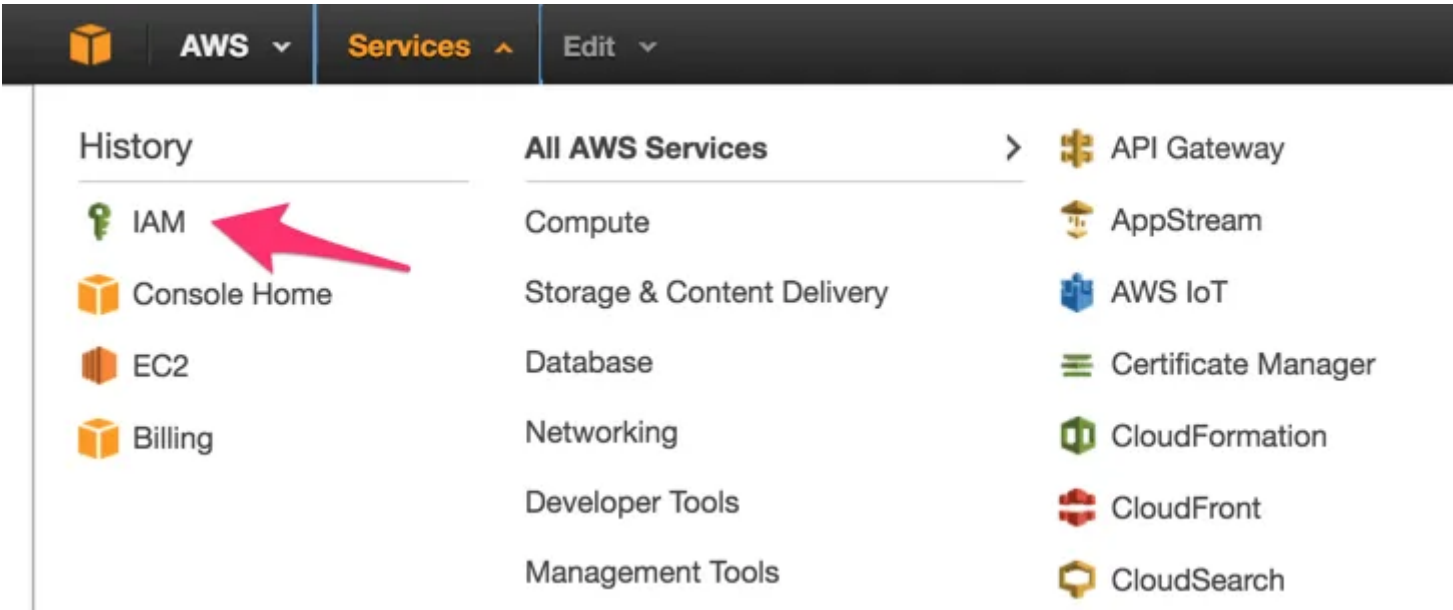 AWS Services Edit
History
IAM
Console Home
EC2
Billing
All AWS Services
Compute
Storage & Content Delivery
Database
Networking
Developer Tools
Management Tools
API Gateway
AppStream
AWS IoT
Certificate Manager
CloudFormation
CloudFront
CloudSearch